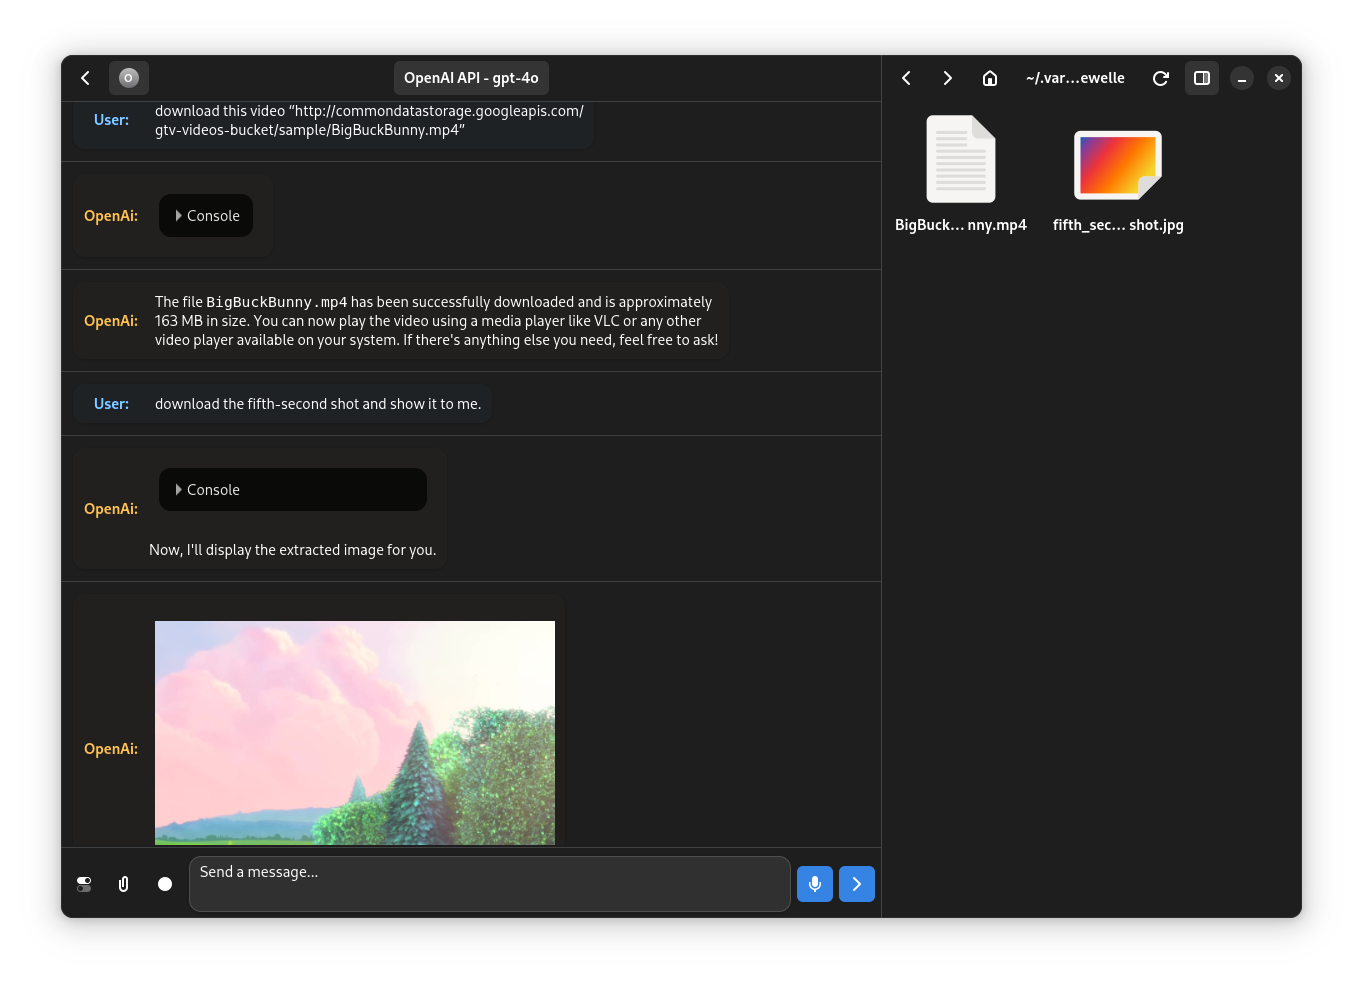 O
OpenAI API - gpt-4o
~/.var...ewelle
User:
download this video “http://commondatastorage.googleapis.com/
gtv-videos-bucket/sample/BigBuckBunny.mp4”
OpenAi:
Console
OpenAi:
The file BigBuckBunny.mp4 has been successfully downloaded and is approximately
163 MB in size. You can now play the video using a media player like VLC or any other
video player available on your system. If there's anything else you need, feel free to ask!
User:
download the fifth-second shot and show it to me.
OpenAi:
Console
Now, I'll display the extracted image for you.
OpenAi:
Send a message...
BigBuck... nny.mp4
fifth_sec... shot.jpg